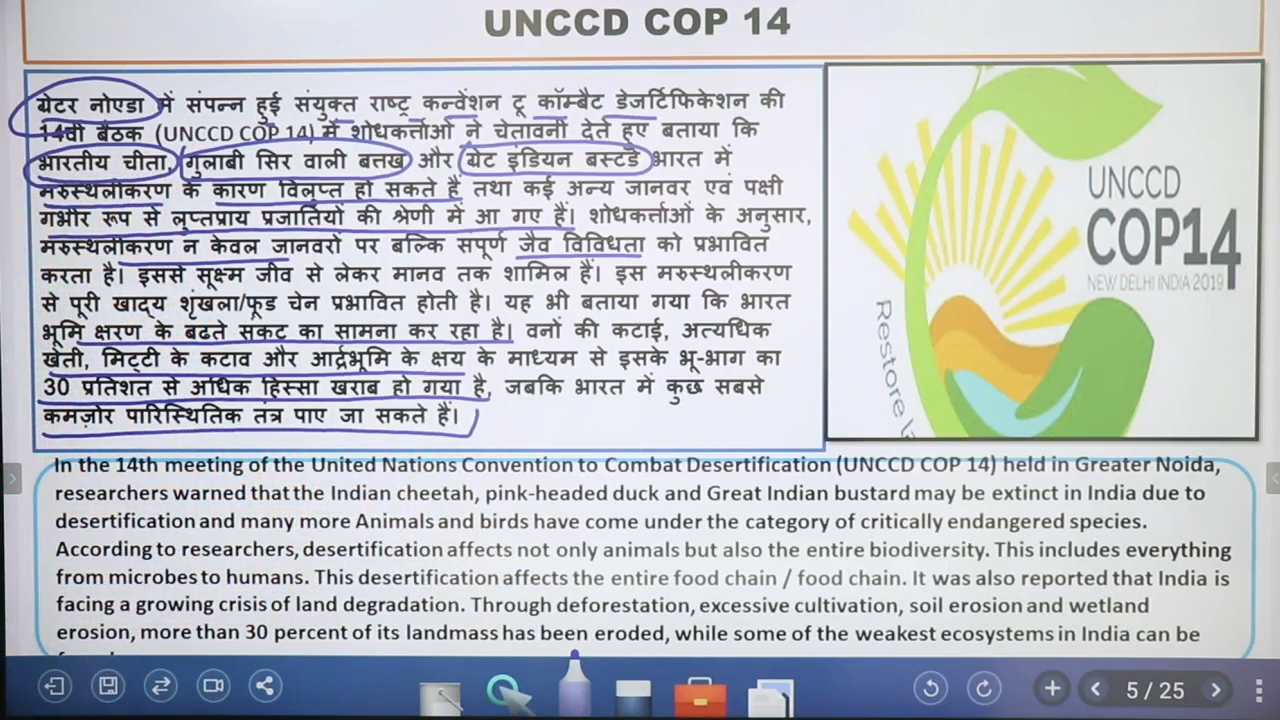 UNCCD COP 14
ग्रेटर नोएडा में संपन्न हुई संयुक्त राष्ट्र कन्वेंशन टू कॉम्बैट डेजर्टिफिकेशन की
14वीं बैठक (UNCCD COP 14) में शोधकर्त्ताओं ने चेतावनी देते हुए बताया कि
भारतीय चीता, गुलाबी सिर वाली बत्तख और ग्रेट इंडियन बस्टर्ड भारत में
मरुस्थलीकरण के कारण विलुप्त हो सकते हैं तथा कई अन्य जानवर एवं पक्षी
गंभीर रूप से लुप्तप्राय प्रजातियों की श्रेणी में आ गए हैं। शोधकर्त्ताओं के अनुसार,
मरुस्थलीकरण न केवल जानवरों पर बल्कि संपूर्ण जैव विविधता को प्रभावित
करता है। इससे सूक्ष्म जीव से लेकर मानव तक शामिल हैं। इस मरुस्थलीकरण
से पूरी खाद्य शृंखला/फूड चेन प्रभावित होती है। यह भी बताया गया कि भारत
भूमि क्षरण के बढते संकट का सामना कर रहा है। वनों की कटाई, अत्यधिक
खेती, मिट्टी के कटाव और आर्द्रभूमि के क्षय के माध्यम से इसके भू-भाग का
30 प्रतिशत से अधिक हिस्सा खराब हो गया है, जबकि भारत में कुछ सबसे
कमज़ोर पारिस्थितिक तंत्र पाए जा सकते हैं।
UNCCD
COP14
NEW DELHI INDIA 2019
Restore
In the 14th meeting of the United Nations Convention to Combat Desertification (UNCCD COP 14) held in Greater Noida,
researchers warned that the Indian cheetah, pink-headed duck and Great Indian bustard may be extinct in India due to
desertification and many more Animals and birds have come under the category of critically endangered species.
According to researchers, desertification affects not only animals but also the entire biodiversity. This includes everything
from microbes to humans. This desertification affects the entire food chain / food chain. It was also reported that India is
facing a growing crisis of land degradation. Through deforestation, excessive cultivation, soil erosion and wetland
erosion, more than 30 percent of its landmass has been eroded, while some of the weakest ecosystems in India can be
5 / 25